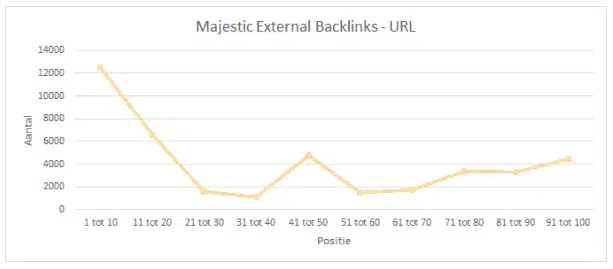 Majestic External Backlinks - URL
14000
12000
10000
8000
6000
4000
2000
0
Aantal
1 tot 10 11 tot 20 21 tot 30 31 tot 40 41 tot 50 51 tot 60 61 tot 70 71 tot 80 81 tot 90 91 tot 100
Positie